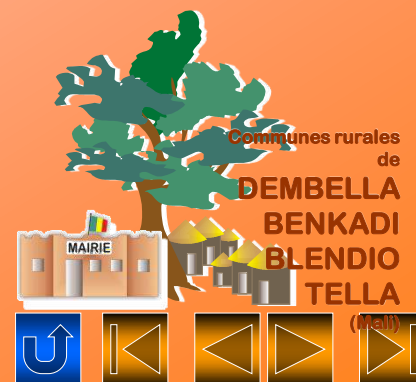 Communes rurales
de
DEMBELLA
BENKADI
BLENDIO
TELLA
(Mali)
MAIRIE